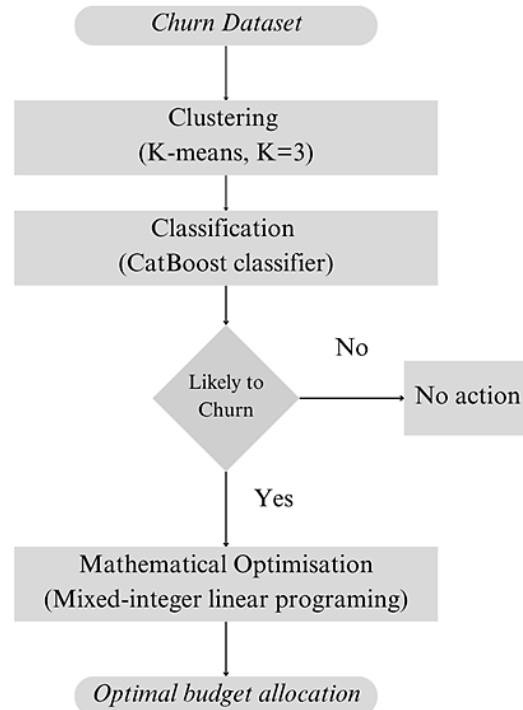 Churn Dataset
Clustering
(K-means, K=3)
Classification
(CatBoost classifier)
Likely to
Churn
No
No action
Yes
Mathematical Optimisation
(Mixed-integer linear programing)
Optimal budget allocation